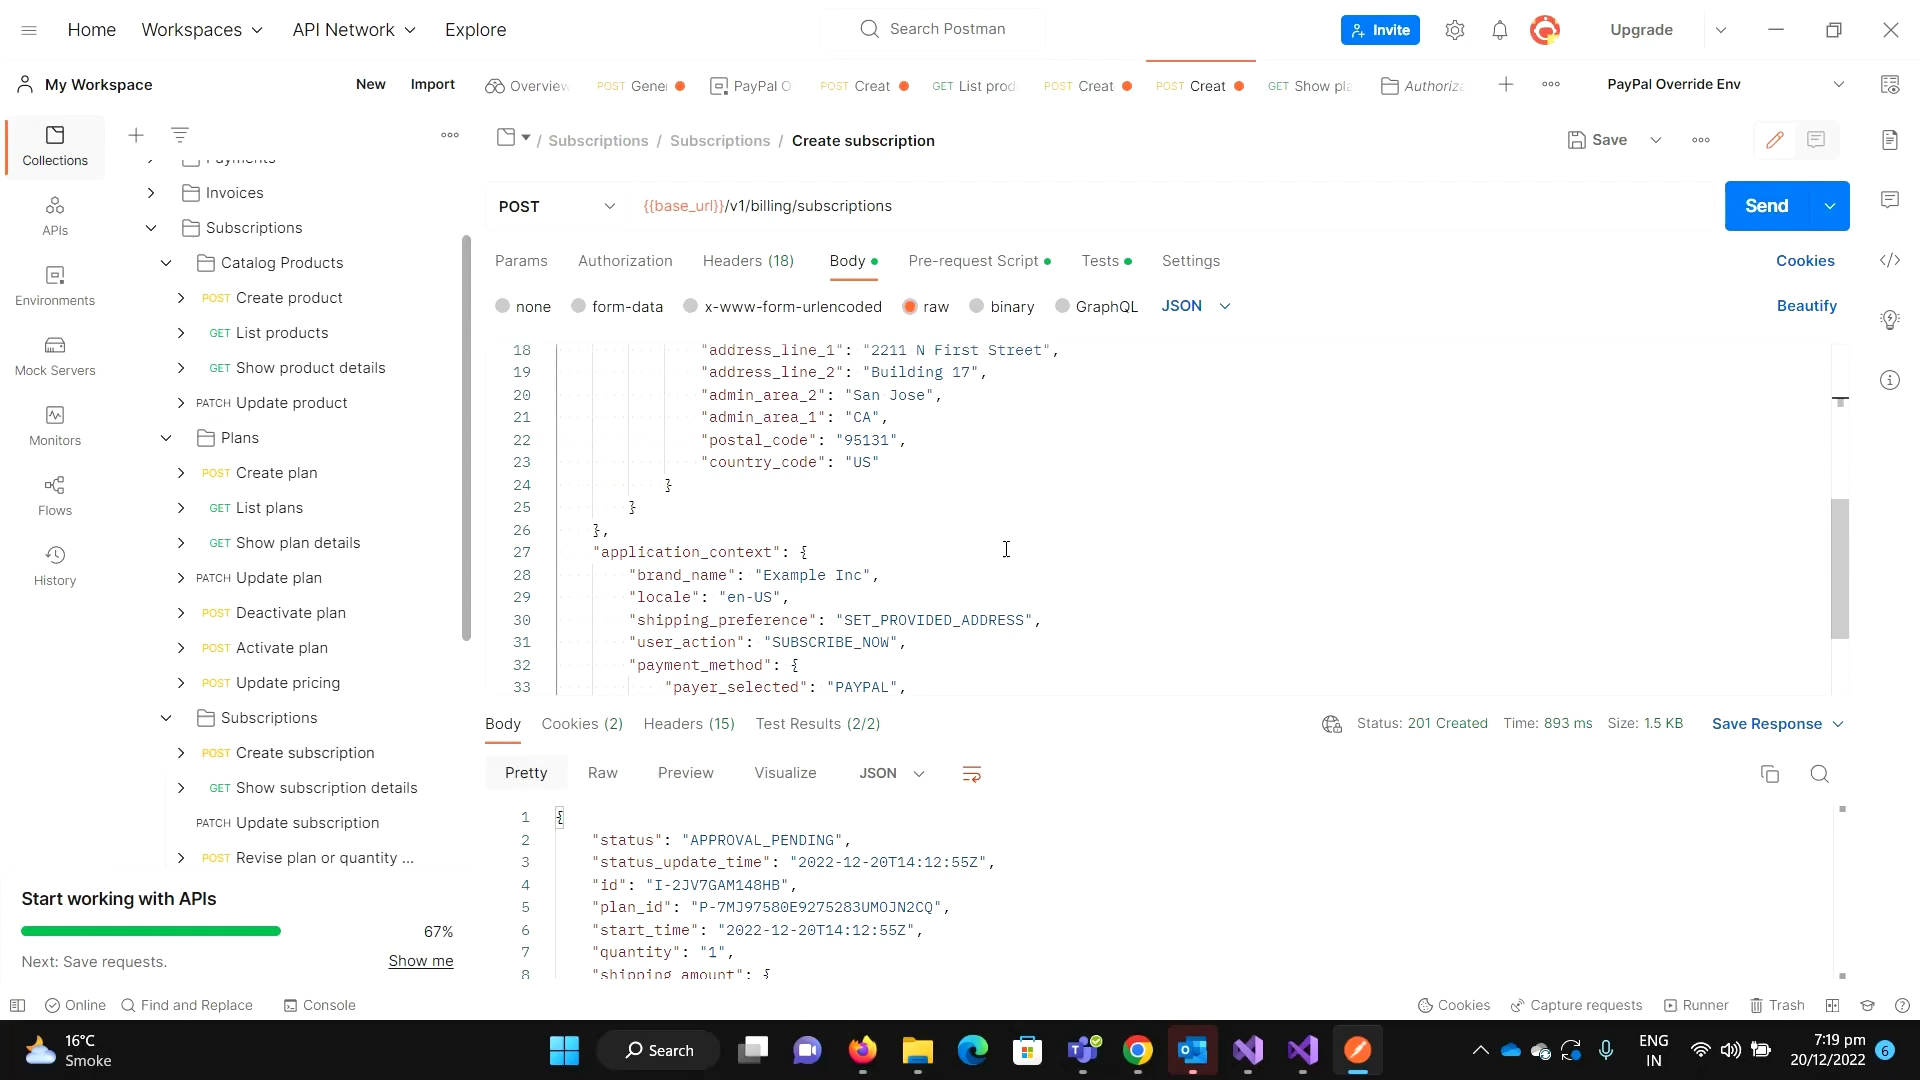 Home Workspaces API Network Explore Search Postman Invite Upgrade
My Workspace New Import Overview POST Gener PayPal O POST Creat GET List prod POST Creat POST Creat GET Show pla Authoriza PayPal Override Env
Subscriptions / Subscriptions / Create subscription Save
Collections
APIs
Environments
Mock Servers
Monitors
Flows
History
Payments
Invoices
Subscriptions
Catalog Products
POST Create product
GET List products
GET Show product details
PATCH Update product
Plans
POST Create plan
GET List plans
GET Show plan details
PATCH Update plan
POST Deactivate plan
POST Activate plan
POST Update pricing
Subscriptions
POST Create subscription
GET Show subscription details
PATCH Update subscription
POST Revise plan or quantity ...
Start working with APIs
67%
Next: Save requests. Show me
POST {{base_url}}/v1/billing/subscriptions Send
Params Authorization Headers (18) Body Pre-request Script Tests Settings Cookies
none form-data x-www-form-urlencoded raw binary GraphQL JSON Beautify
18 "address_line_1": "2211 N First Street",
19 "address_line_2": "Building 17",
20 "admin_area_2": "San Jose",
21 "admin_area_1": "CA",
22 "postal_code": "95131",
23 "country_code": "US"
24 }
25 }
26 },
27 "application_context": {
28 "brand_name": "Example Inc",
29 "locale": "en-US",
30 "shipping_preference": "SET_PROVIDED_ADDRESS",
31 "user_action": "SUBSCRIBE_NOW",
32 "payment_method": {
33 "payer_selected": "PAYPAL",
Body Cookies (2) Headers (15) Test Results (2/2) Status: 201 Created Time: 893 ms Size: 1.5 KB Save Response
Pretty Raw Preview Visualize JSON
1 {
2 "status": "APPROVAL_PENDING",
3 "status_update_time": "2022-12-20T14:12:55Z",
4 "id": "I-2JV7GAM148HB",
5 "plan_id": "P-7MJ97580E9275283UMOJN2CQ",
6 "start_time": "2022-12-20T14:12:55Z",
7 "quantity": "1",
8 "shipping_amount": {
Online Find and Replace Console Cookies Capture requests Runner Trash
16°C
Smoke
Search
ENG
IN
7:19 pm
20/12/2022
6